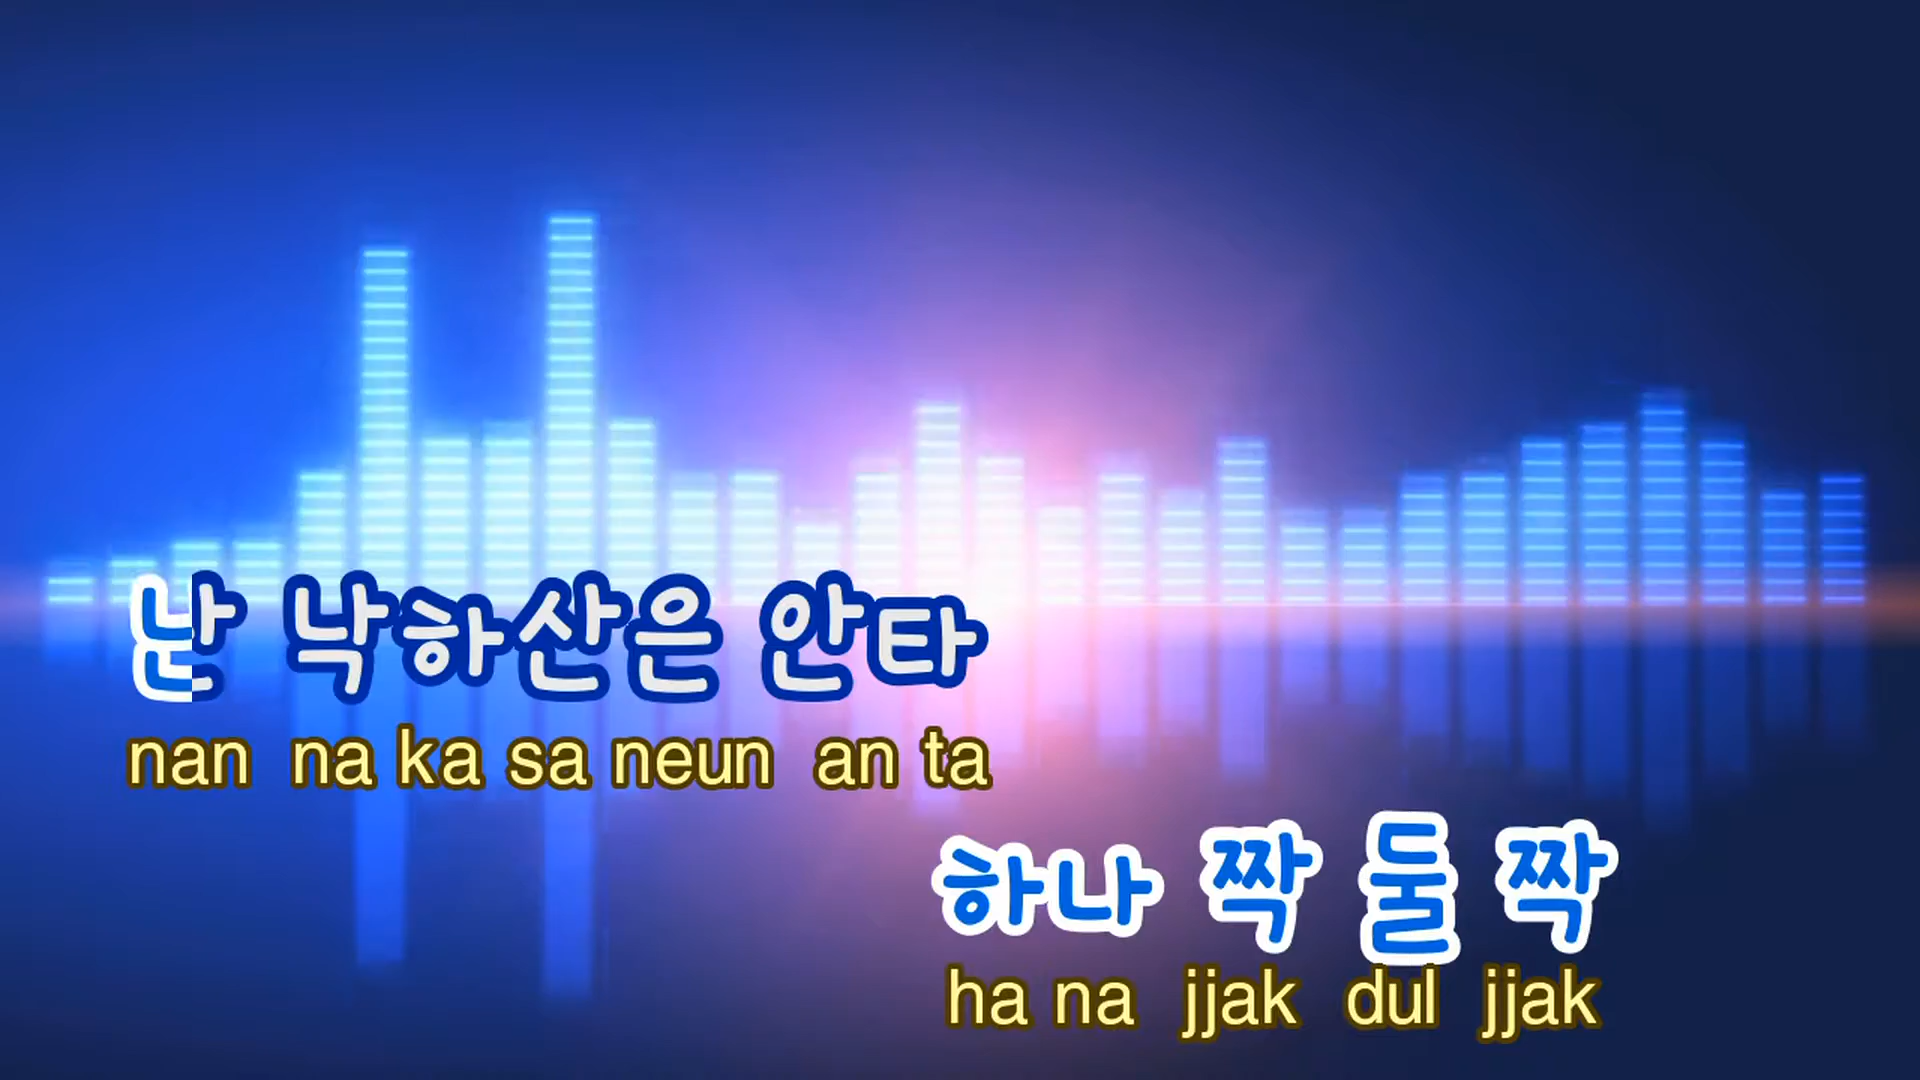 난 낙하산은 안타
nan na ka sa neun an ta
하나 짝 둘 짝
ha na jjak dul jjak